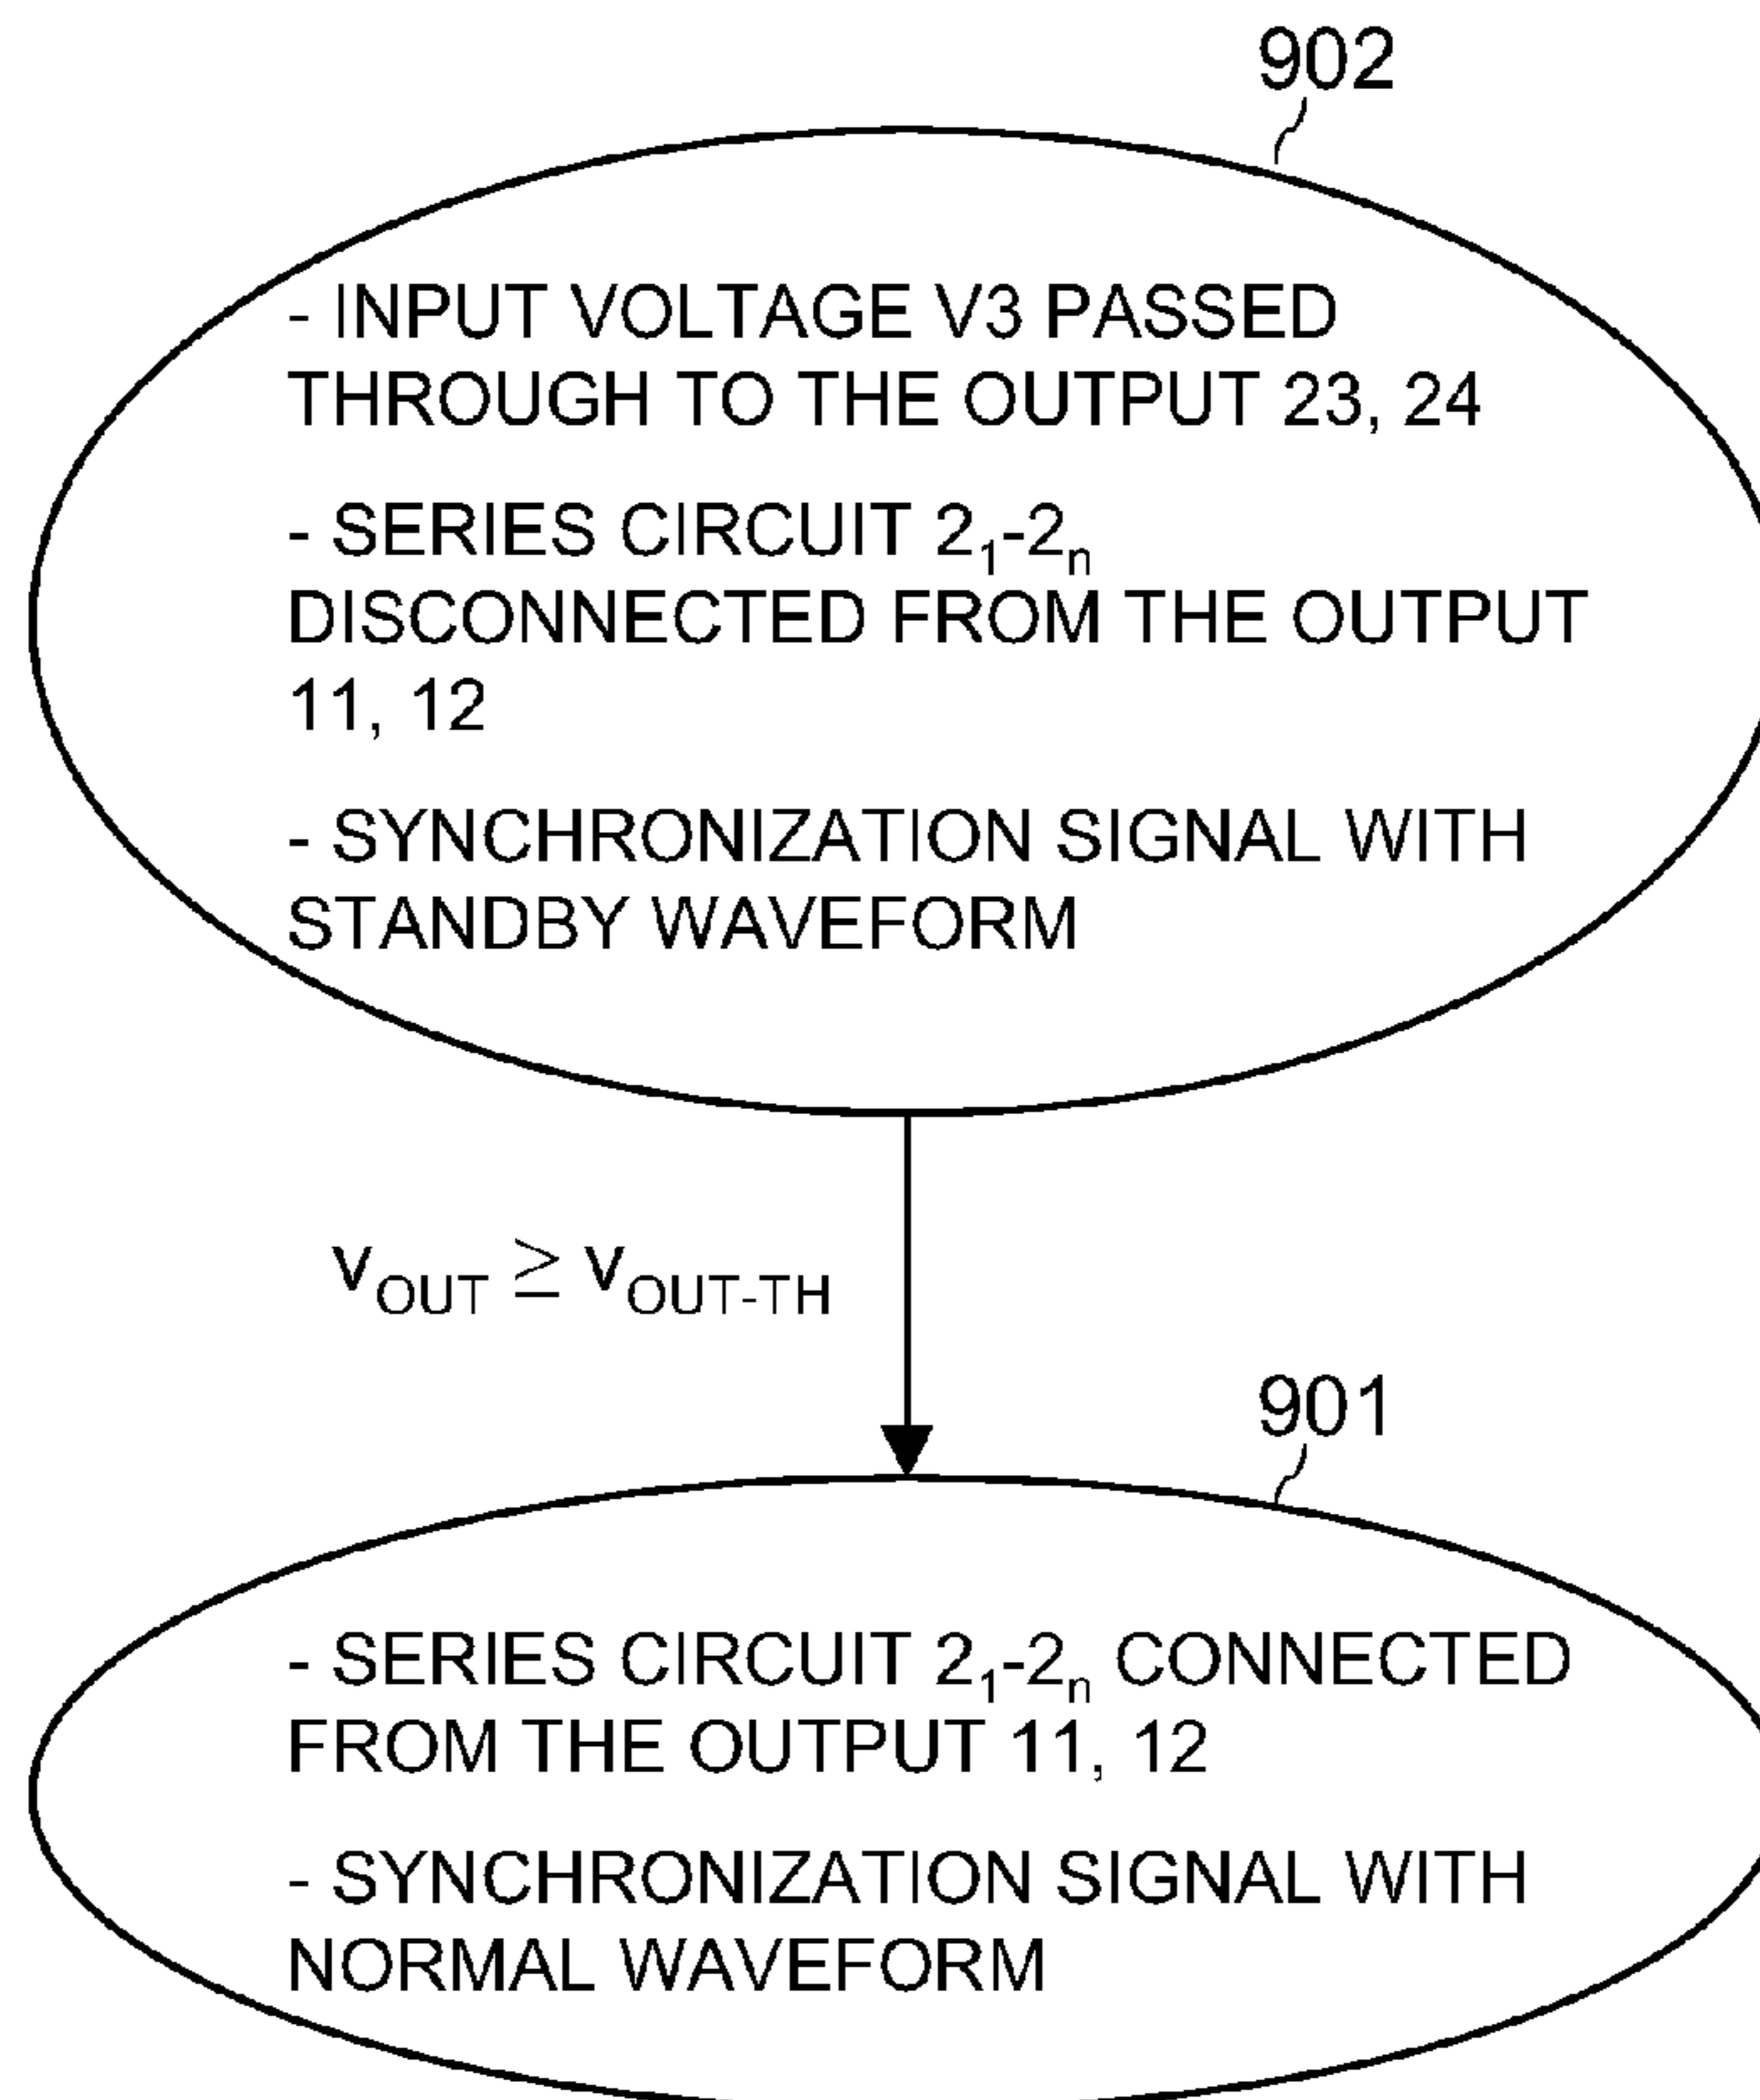 902
- INPUT VOLTAGE V3 PASSED
THROUGH TO THE OUTPUT 23, 24
- SERIES CIRCUIT 2₁-2ₙ
DISCONNECTED FROM THE OUTPUT
11, 12
- SYNCHRONIZATION SIGNAL WITH
STANDBY WAVEFORM
v_OUT ≥ v_OUT-TH
901
- SERIES CIRCUIT 2₁-2ₙ CONNECTED
FROM THE OUTPUT 11, 12
- SYNCHRONIZATION SIGNAL WITH
NORMAL WAVEFORM